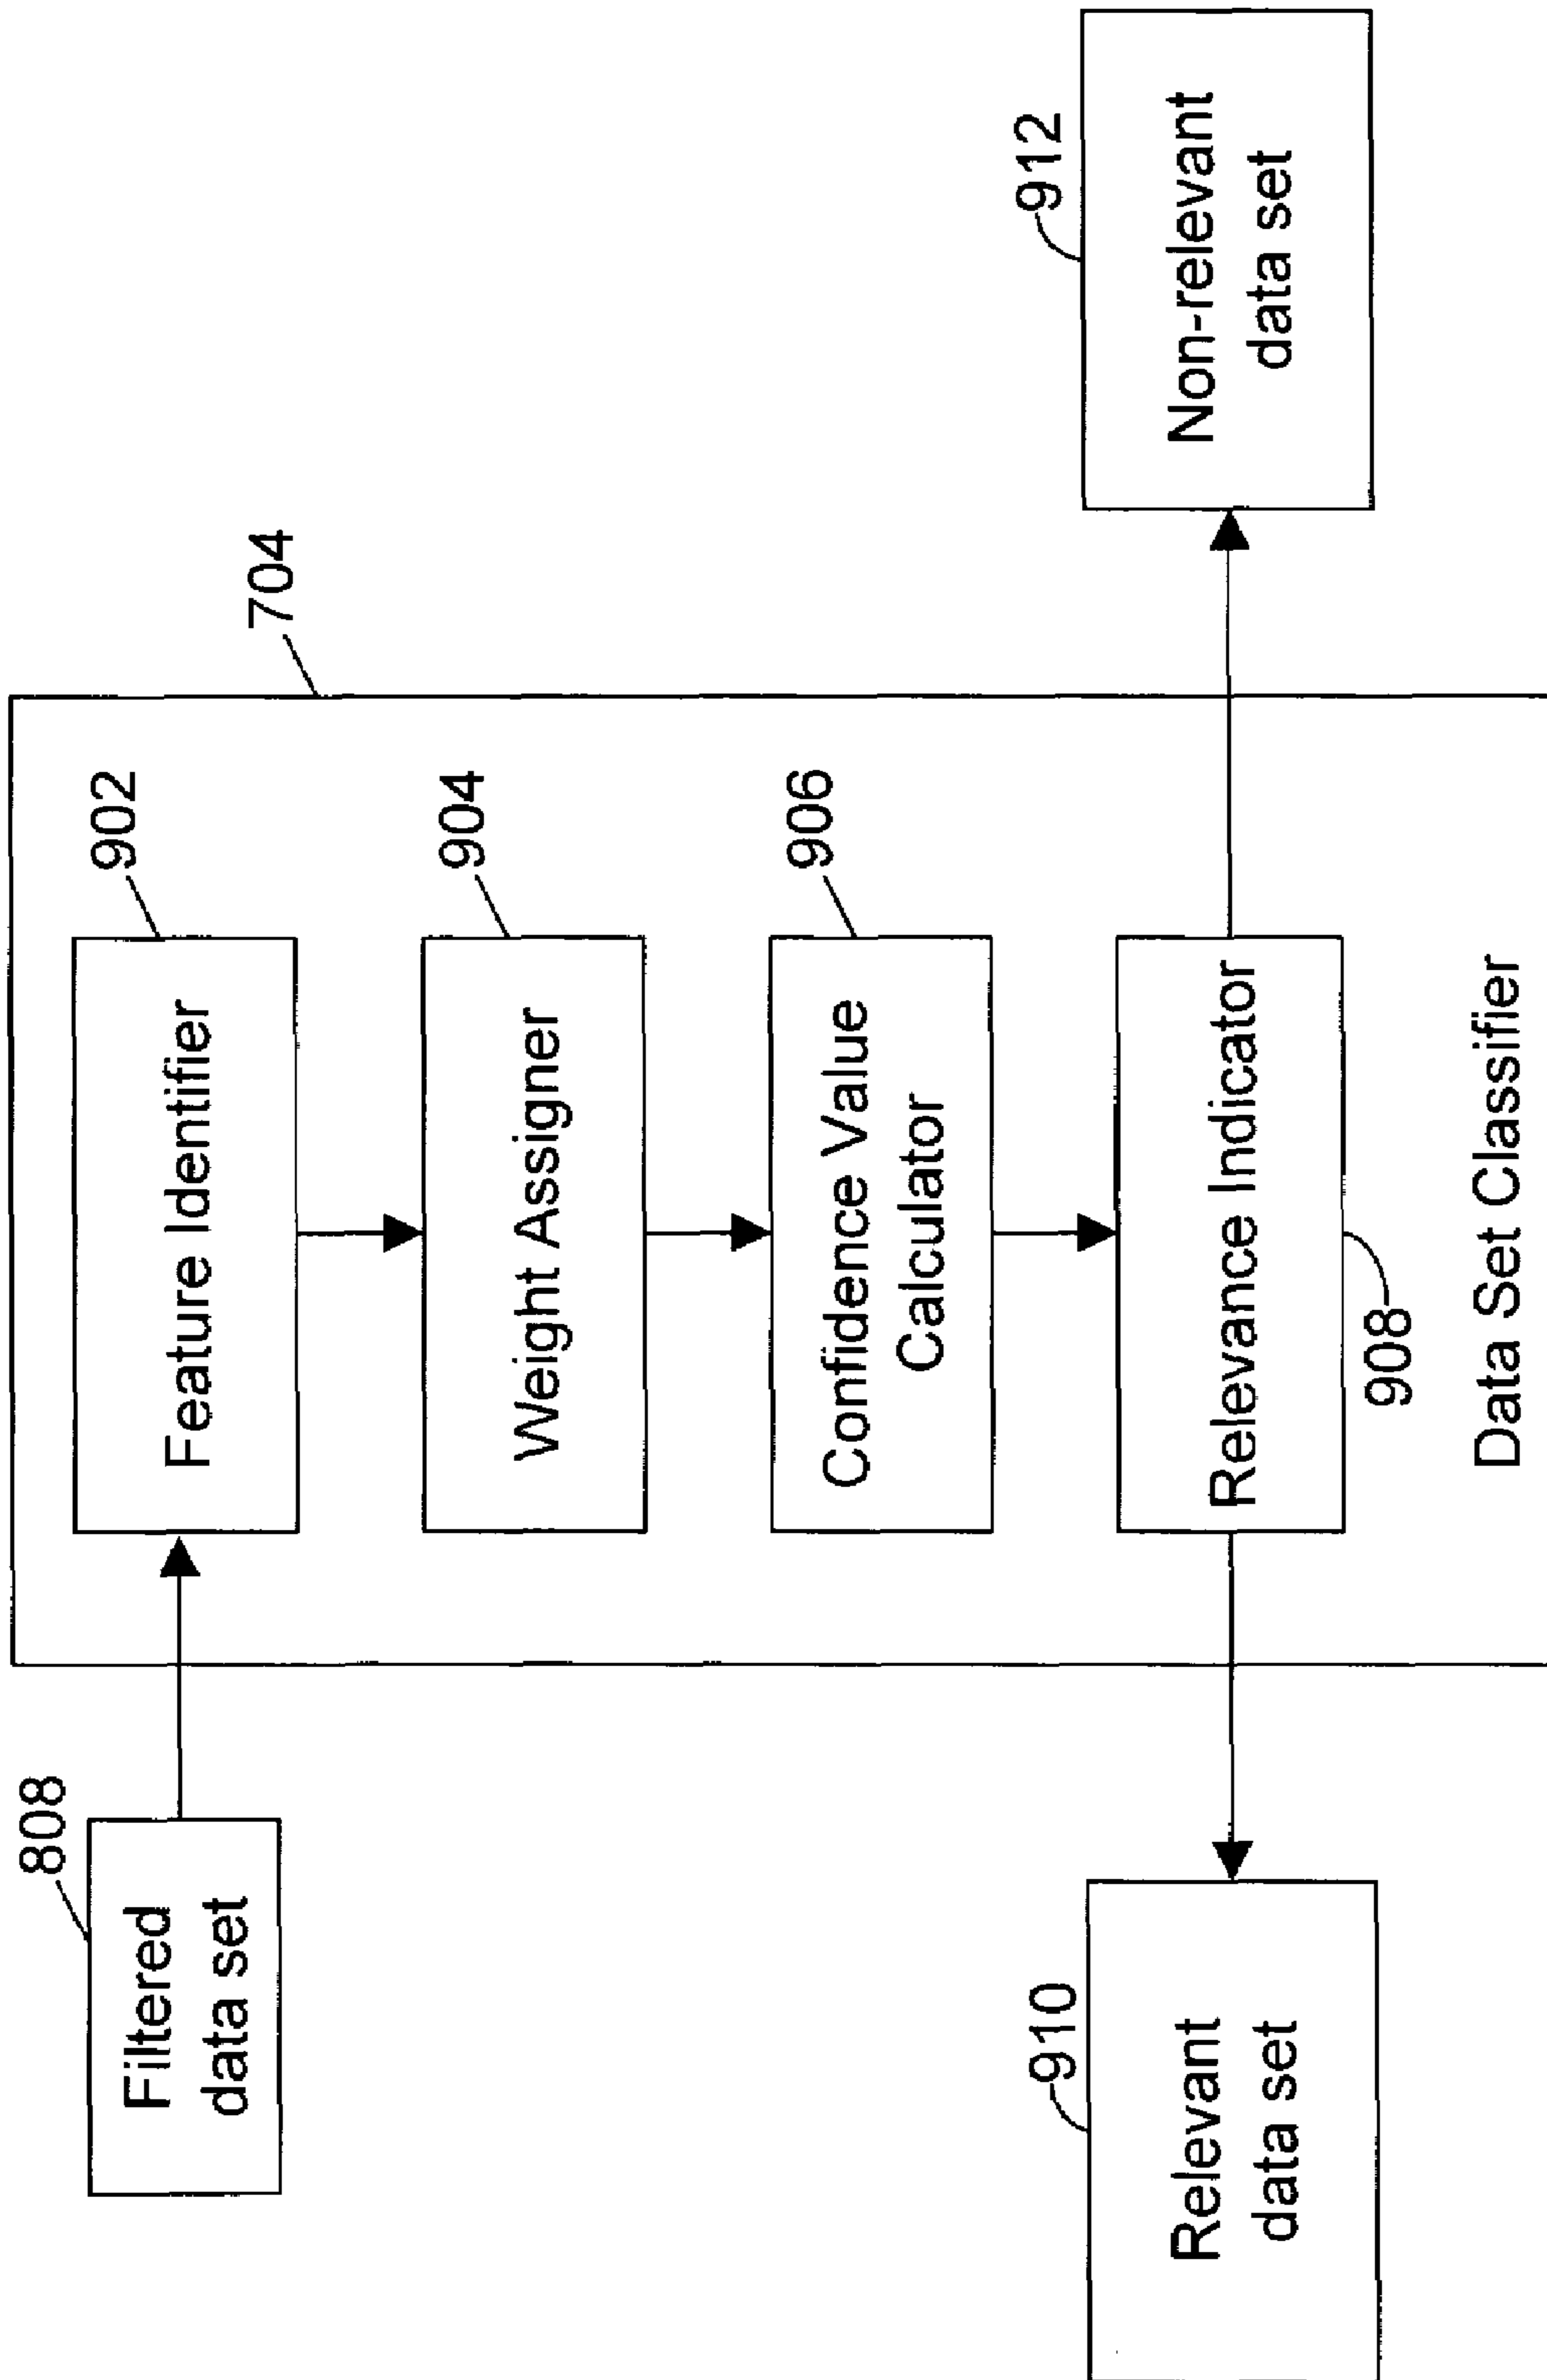 808
Filtered
data set
704
902
Feature Identifier
904
Weight Assigner
906
Confidence Value
Calculator
Relevance Indicator
908
Data Set Classifier
910
Relevant
data set
912
Non-relevant
data set